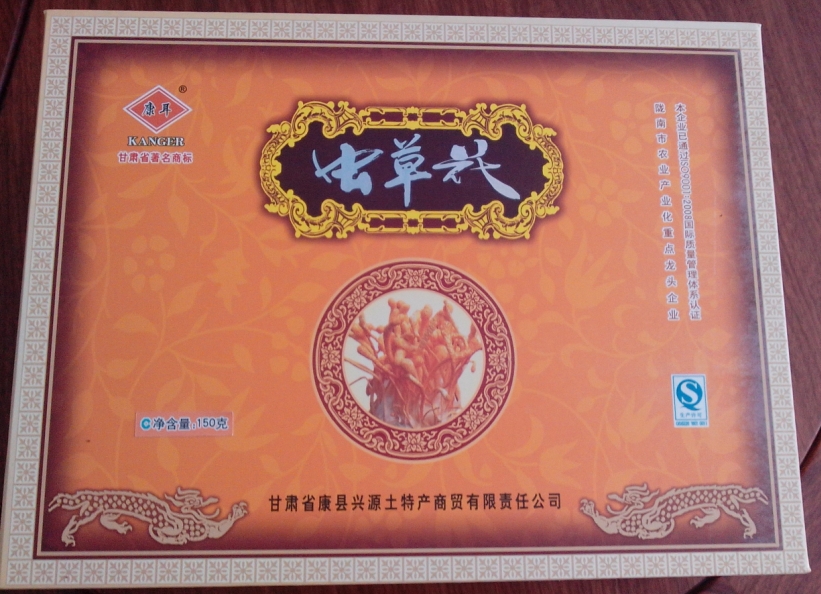 康耳
®
KANGER
甘肃省著名商标
虫草花
本企业已通过ISO9001:2008国际质量管理体系认证
陇南市农业产业化重点龙头企业
C净含量:150克
QS
生产许可
甘肃省康县兴源土特产商贸有限责任公司